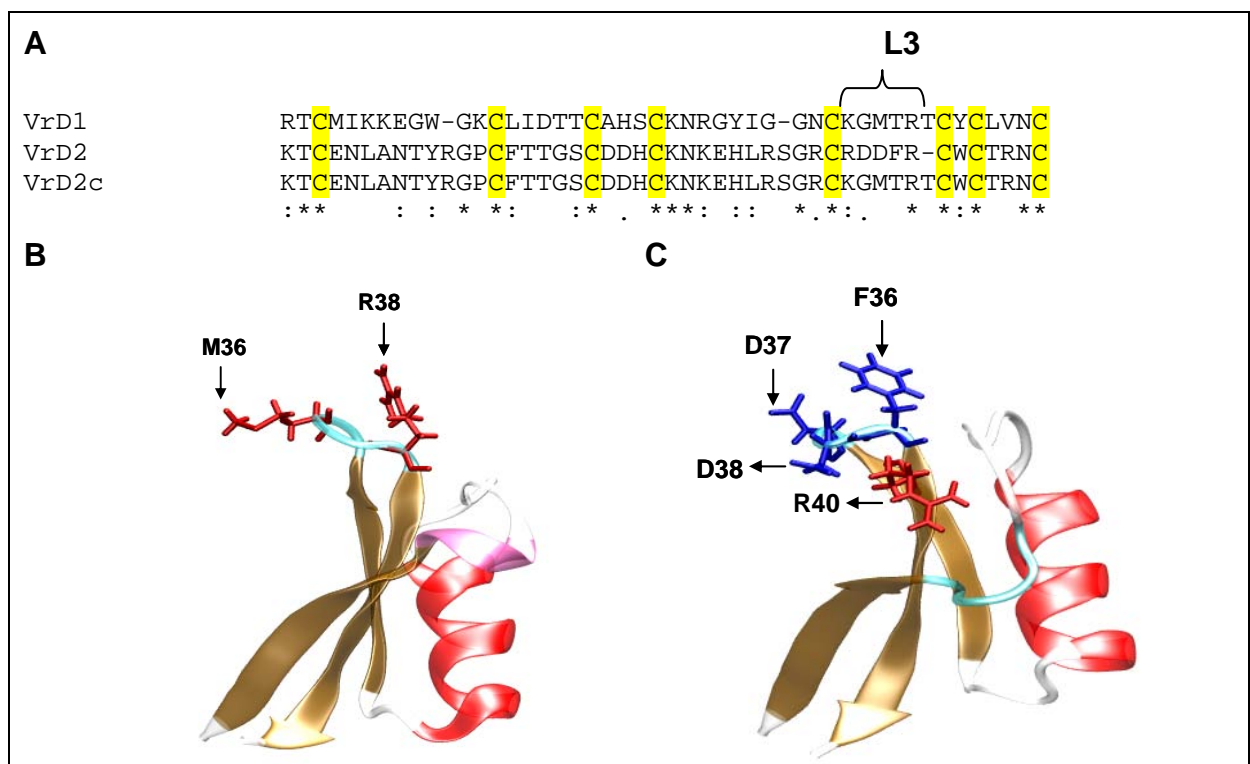 A
L3
VrD1 RTCMIKKEGW-GKCLIDTTCAHSCKNRGYIG-GNCKGMTRTCYCLVNC
VrD2 KTCENLANTYRGPCFTTGSCDDHCKNKEHLRSGRCRDDFR-CWCTRNC
VrD2c KTCENLANTYRGPCFTTGSCDDHCKNKEHLRSGRCKGMTRTCWCTRNC
:** : : * *: :* . ***: :: *.*:. * *:* **
B
C
R38
M36
F36
D37
D38
R40